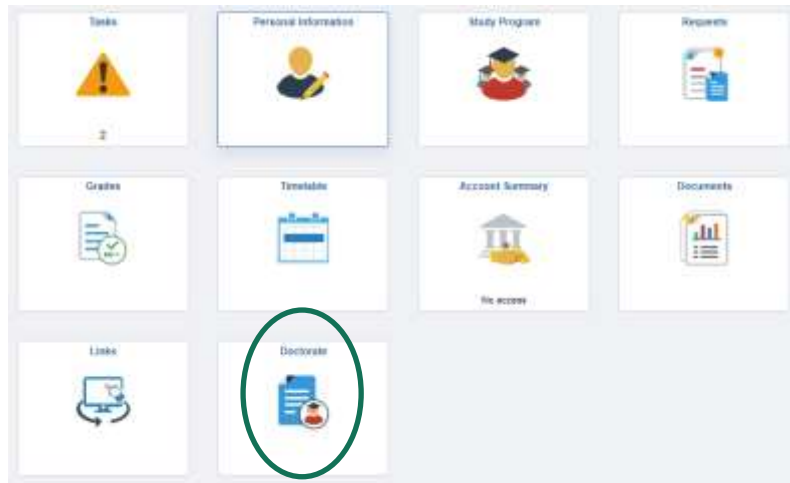 Tasks
Personal Information
Study Program
Requests
2
Grades
Timetable
Account Summary
Documents
No access
Links
Doctorate